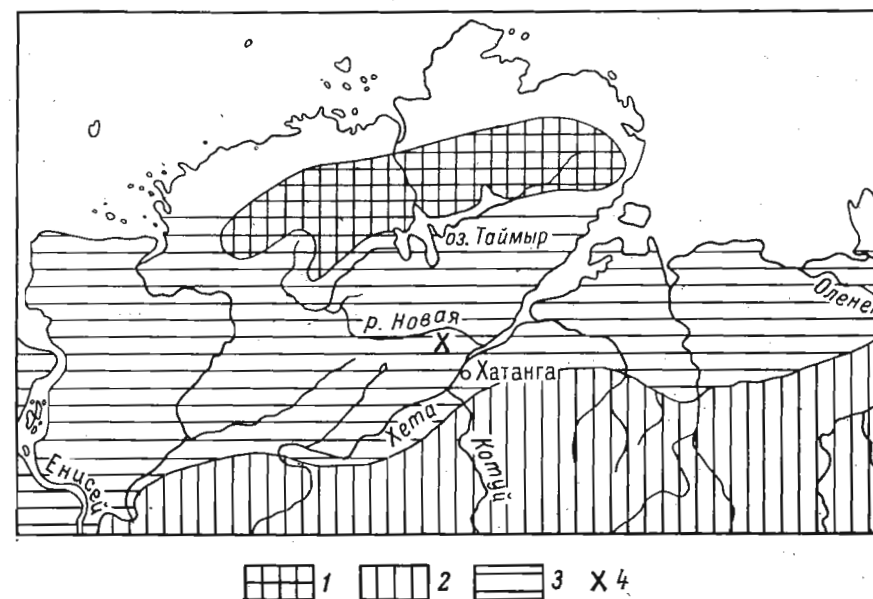 оз. Таймыр
Оленек
р. Новая
Х
Хатанга
Хета
Котуй
Енисей
1 2 3 Х 4